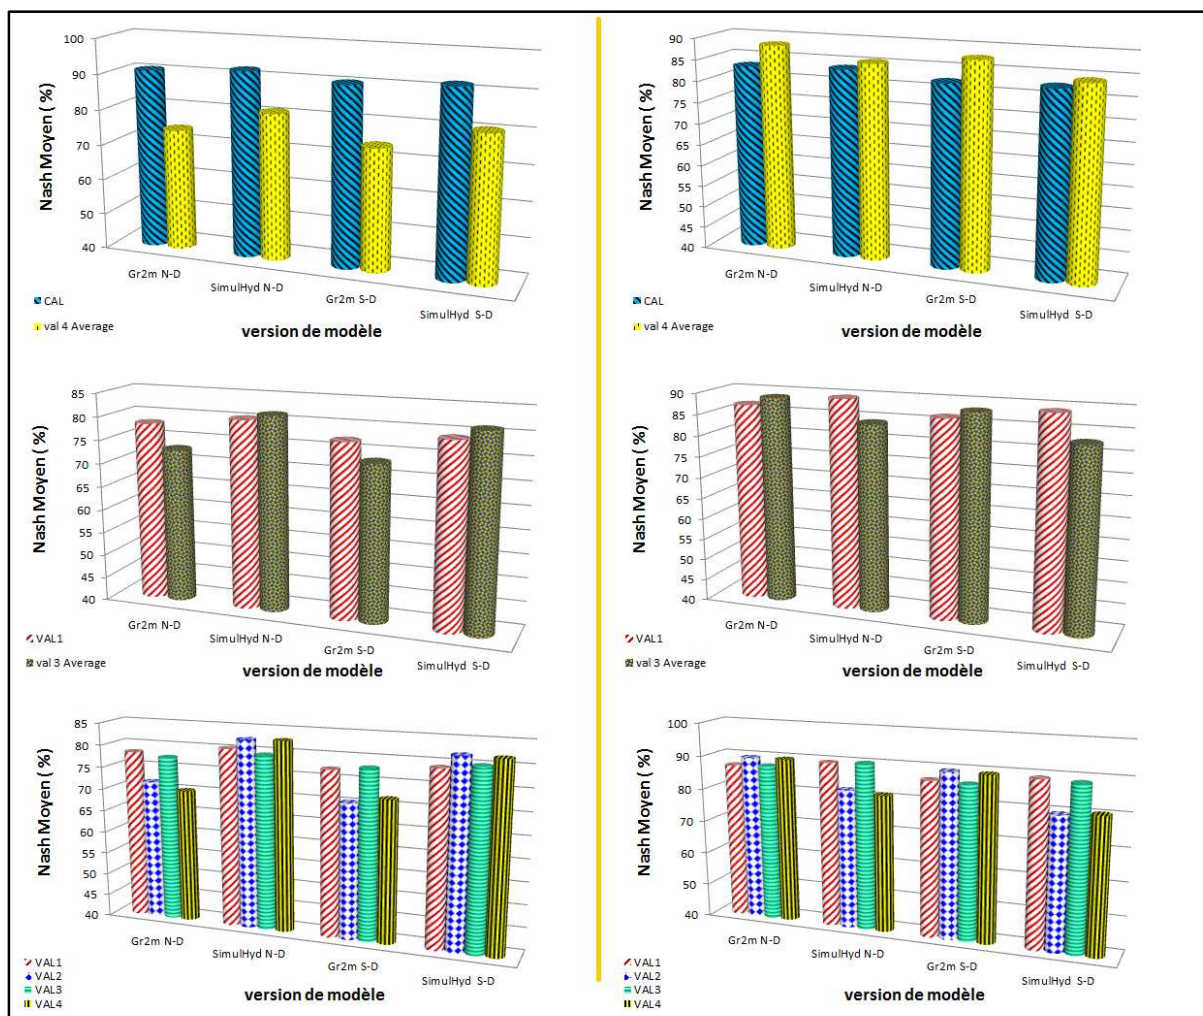 Nash Moyen ( %)
100
90
80
70
60
50
40
Gr2m N-D
SimulHyd N-D
Gr2m S-D
SimulHyd S-D
CAL
val 4 Average
version de modèle
Nash Moyen ( %)
90
85
80
75
70
65
60
55
50
45
40
Gr2m N-D
SimulHyd N-D
Gr2m S-D
SimulHyd S-D
CAL
val 4 Average
version de modèle
Nash Moyen ( %)
85
80
75
70
65
60
55
50
45
40
Gr2m N-D
SimulHyd N-D
Gr2m S-D
SimulHyd S-D
VAL1
val 3 Average
version de modèle
Nash Moyen ( %)
90
85
80
75
70
65
60
55
50
45
40
Gr2m N-D
SimulHyd N-D
Gr2m S-D
SimulHyd S-D
VAL1
val 3 Average
version de modèle
Nash Moyen ( %)
85
80
75
70
65
60
55
50
45
40
Gr2m N-D
SimulHyd N-D
Gr2m S-D
SimulHyd S-D
VAL1
VAL2
VAL3
VAL4
version de modèle
Nash Moyen ( %)
100
90
80
70
60
50
40
Gr2m N-D
SimulHyd N-D
Gr2m S-D
SimulHyd S-D
VAL1
VAL2
VAL3
VAL4
version de modèle